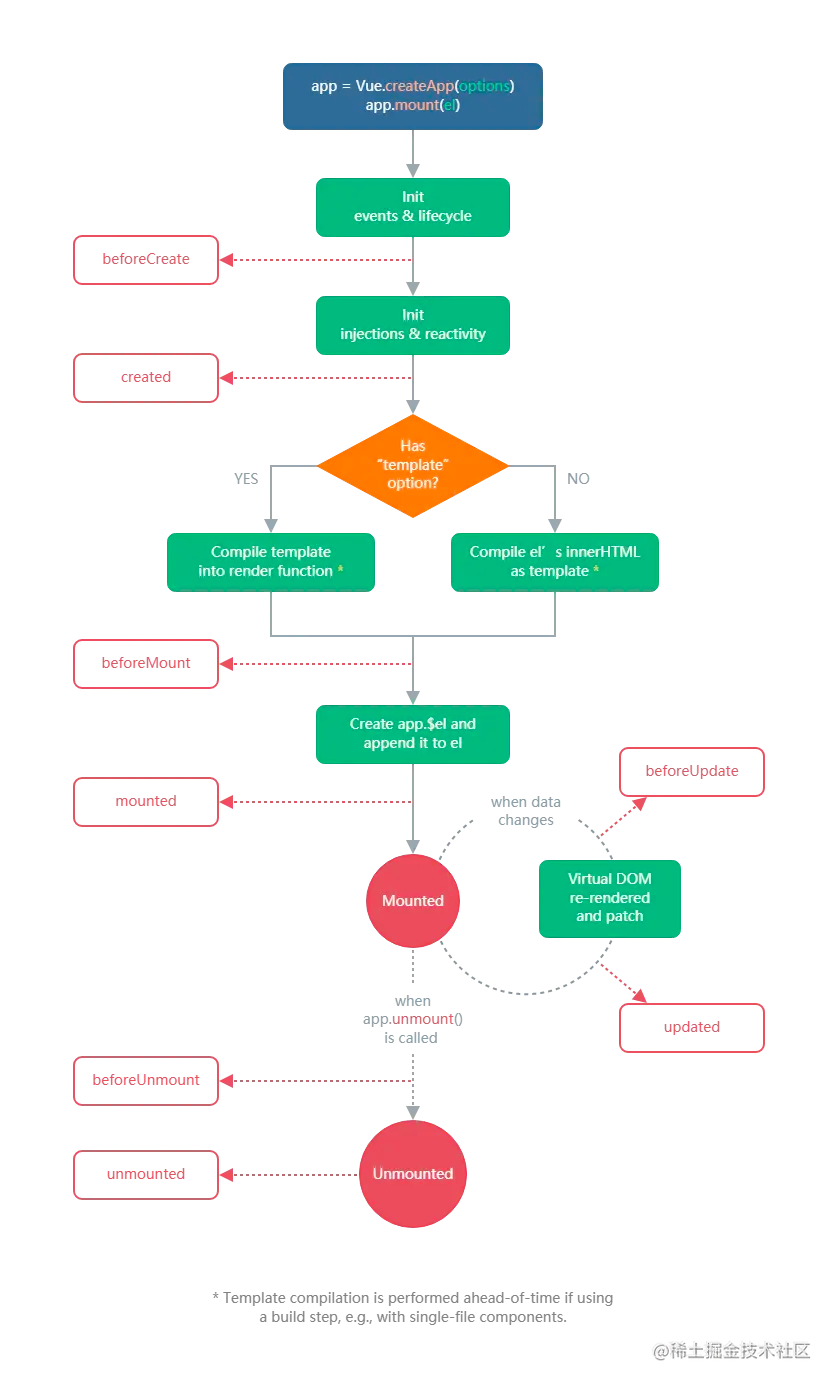 app = Vue.createApp(options)
app.mount(el)
Init
events & lifecycle
beforeCreate
Init
injections & reactivity
created
Has
“template”
option?
YES
NO
Compile template
into render function *
Compile el’s innerHTML
as template *
beforeMount
Create app.$el and
append it to el
mounted
when data
changes
beforeUpdate
Mounted
Virtual DOM
re-rendered
and patch
updated
when
app.unmount()
is called
beforeUnmount
unmounted
Unmounted
* Template compilation is performed ahead-of-time if using
a build step, e.g., with single-file components.
@稀土掘金技术社区